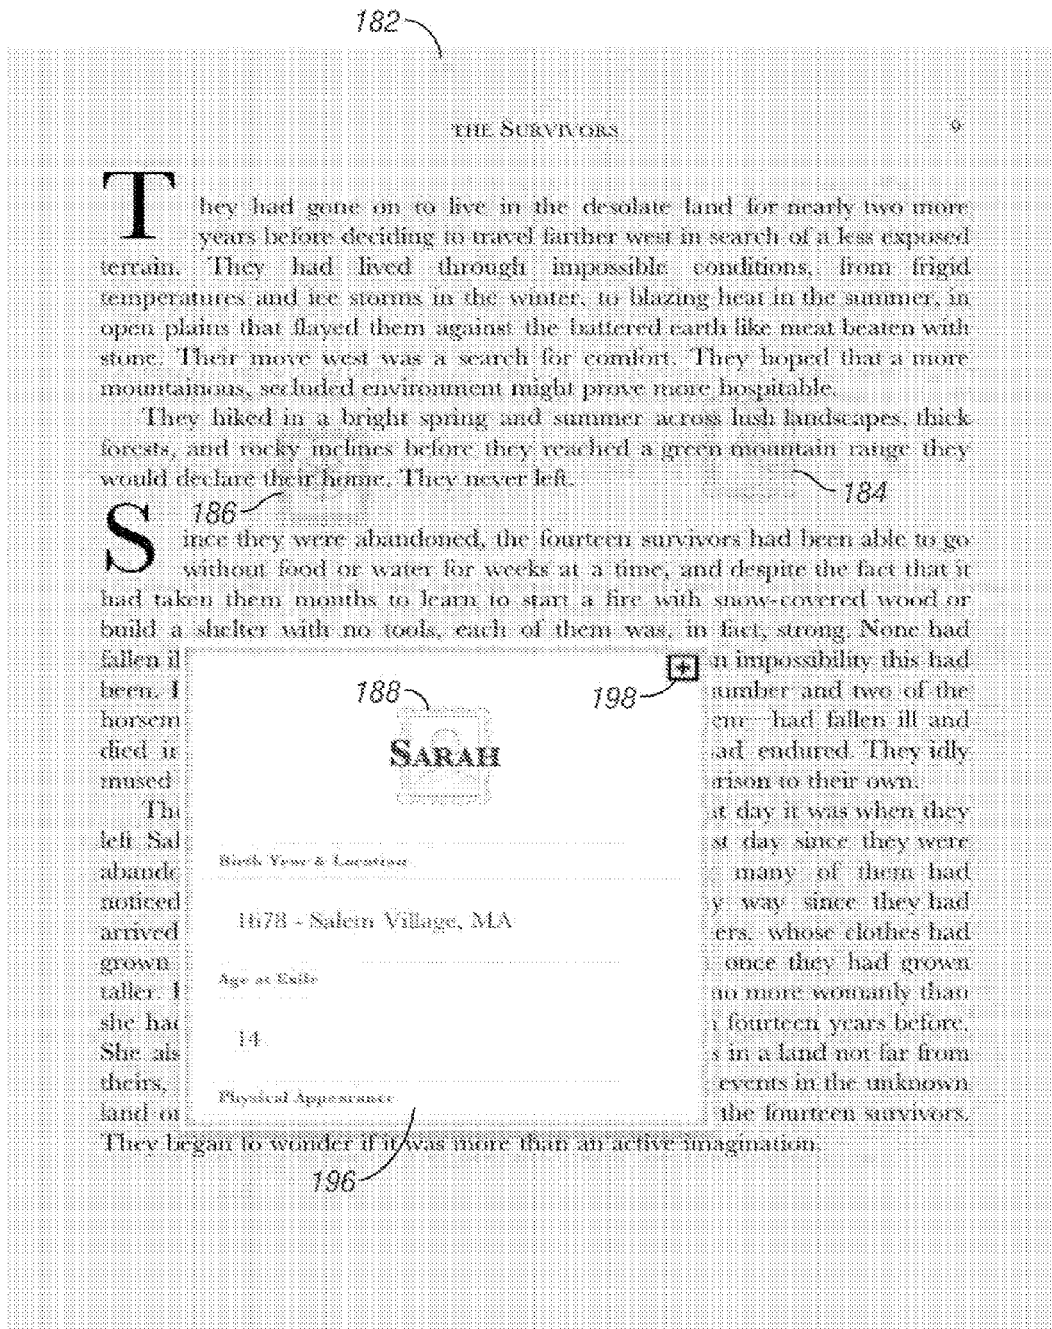 182
THE SURVIVORS 9
They had gone on to live in the desolate land for nearly two more
years before deciding to travel farther west in search of a less exposed
terrain. They had lived through impossible conditions, from frigid
temperatures and ice storms in the winter, to blazing heat in the summer, in
open plains that flayed them against the battered earth like meat beaten with
stone. Their move west was a search for comfort. They hoped that a more
mountainous, secluded environment might prove more hospitable.
They hiked in a bright spring and summer across lush landscapes, thick
forests, and rocky inclines before they reached a green mountain range they
would declare their home. They never left.
184
186
Since they were abandoned, the fourteen survivors had been able to go
without food or water for weeks at a time, and despite the fact that it
had taken them months to learn to start a fire with snow-covered wood or
build a shelter with no tools, each of them was, in fact, strong. None had
fallen il n impossibility this had
been. I umber and two of the
horsem em—had fallen ill and
died in ad endured. They idly
mused rison to their own.
The at day it was when they
left Sal st day since they were
abando many of them had
noticed y way since they had
arrived ers, whose clothes had
grown once they had grown
taller. no more womanly than
she had fourteen years before.
She als s in a land not far from
theirs, events in the unknown
land or the fourteen survivors.
They began to wonder if it was more than an active imagination.
188
198
SARAH
Birth Year & Location
1678 - Salem Village, MA
Age at Exile
14
Physical Appearance
196